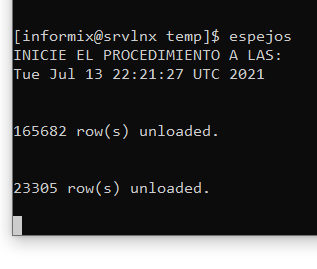 [informix@srvlnx temp]$ espejos
INICIE EL PROCEDIMIENTO A LAS:
Tue Jul 13 22:21:27 UTC 2021
165682 row(s) unloaded.
23305 row(s) unloaded.